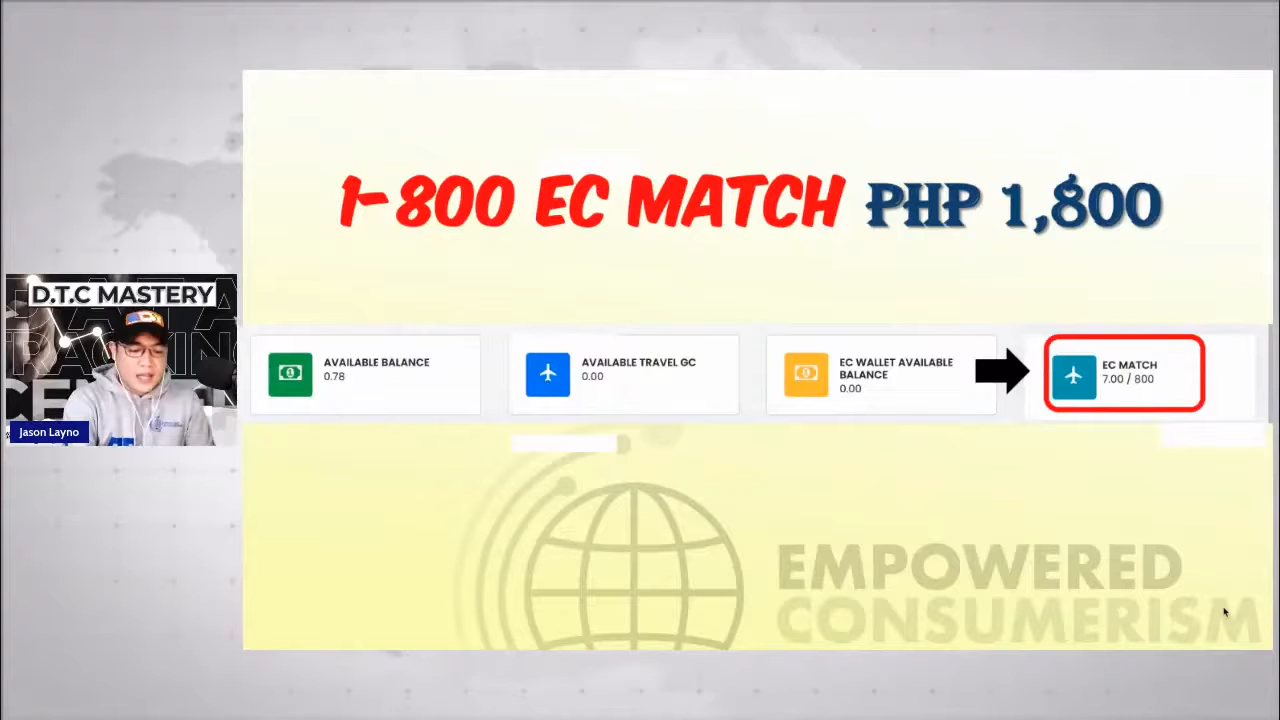 1-800 EC MATCH PHP 1,800
D.T.C MASTERY
Jason Layno
AVAILABLE BALANCE
0.78
AVAILABLE TRAVEL GC
0.00
EC WALLET AVAILABLE
BALANCE
0.00
EC MATCH
7.00 / 800
EMPOWERED
CONSUMERISM